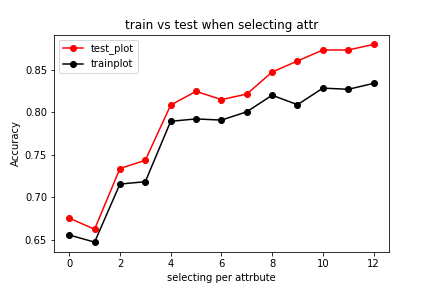 train vs test when selecting attr
test_plot
trainplot
Accuracy
0.85
0.80
0.75
0.70
0.65
0 2 4 6 8 10 12
selecting per attrbute